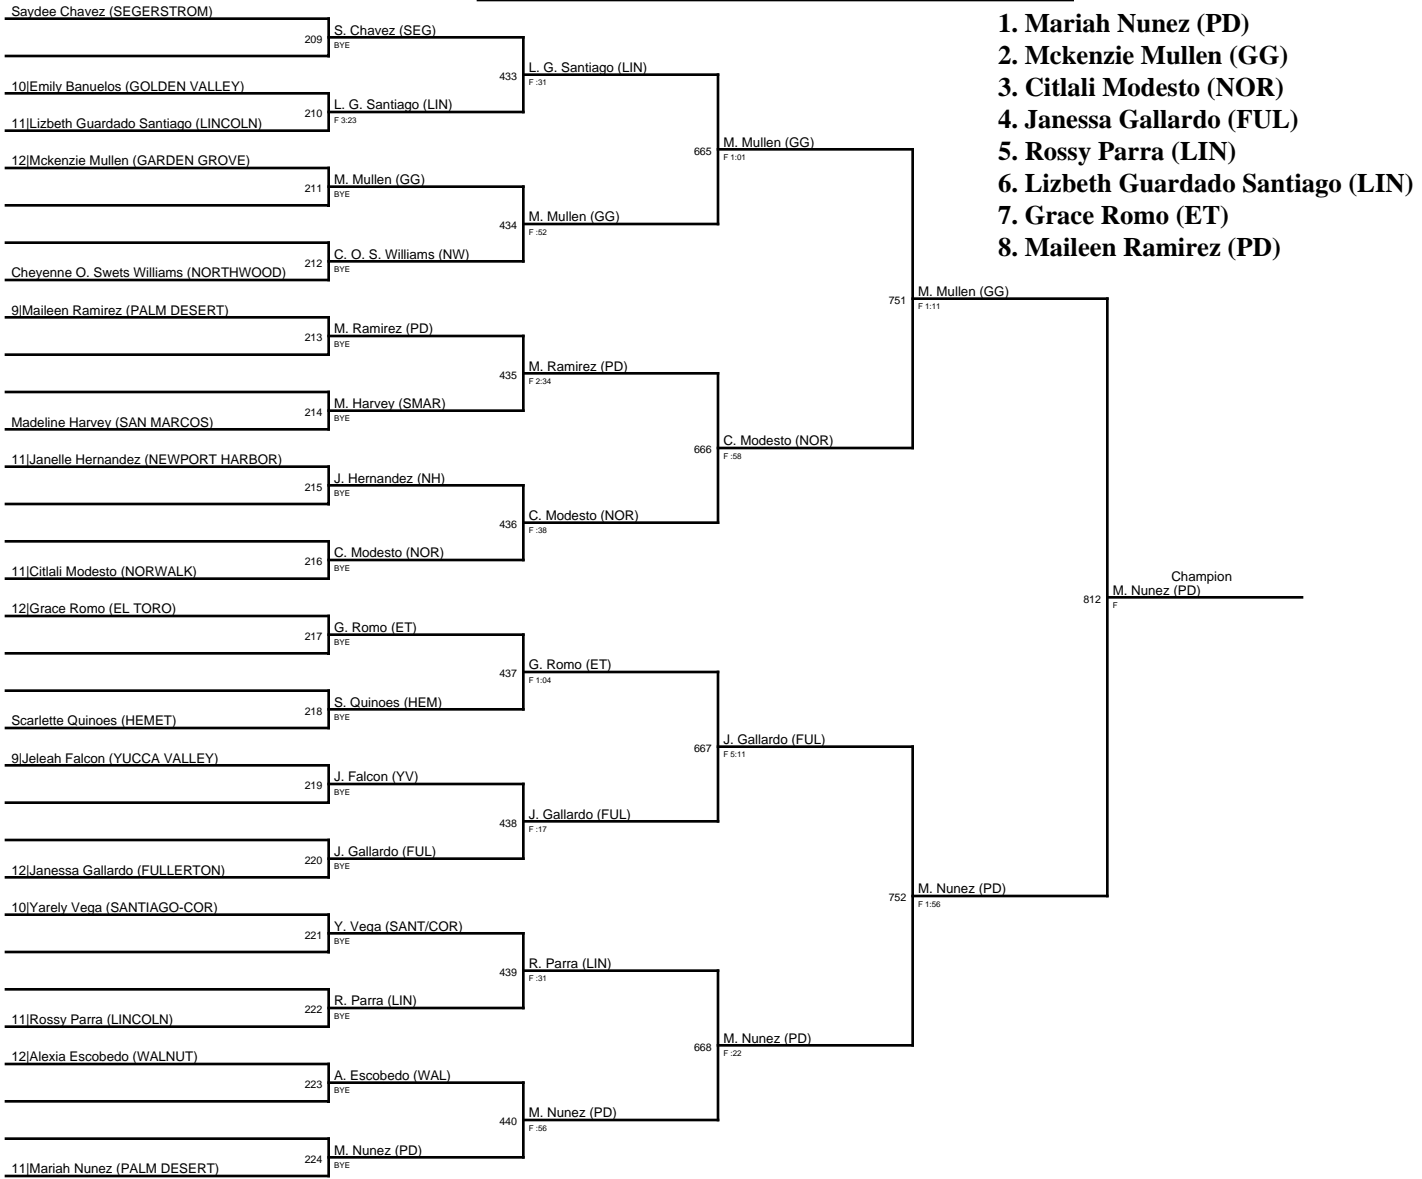 Saydee Chavez (SEGERSTROM)
209
S. Chavez (SEG)
BYE
433
L. G. Santiago (LIN)
F :31
10|Emily Banuelos (GOLDEN VALLEY)
210
L. G. Santiago (LIN)
F 3:23
11|Lizbeth Guardado Santiago (LINCOLN)
665
M. Mullen (GG)
F 1:01
12|Mckenzie Mullen (GARDEN GROVE)
211
M. Mullen (GG)
BYE
434
M. Mullen (GG)
F :52
212
C. O. S. Williams (NW)
BYE
Cheyenne O. Swets Williams (NORTHWOOD)
751
M. Mullen (GG)
F 1:11
9|Maileen Ramirez (PALM DESERT)
213
M. Ramirez (PD)
BYE
435
M. Ramirez (PD)
F 2:34
214
M. Harvey (SMAR)
BYE
Madeline Harvey (SAN MARCOS)
666
C. Modesto (NOR)
F :58
11|Janelle Hernandez (NEWPORT HARBOR)
215
J. Hernandez (NH)
BYE
436
C. Modesto (NOR)
F :38
216
C. Modesto (NOR)
BYE
11|Citlali Modesto (NORWALK)
Champion
812
M. Nunez (PD)
F
12|Grace Romo (EL TORO)
217
G. Romo (ET)
BYE
437
G. Romo (ET)
F 1:04
218
S. Quinoes (HEM)
BYE
Scarlette Quinoes (HEMET)
667
J. Gallardo (FUL)
F 5:11
9|Jeleah Falcon (YUCCA VALLEY)
219
J. Falcon (YV)
BYE
438
J. Gallardo (FUL)
F :17
220
J. Gallardo (FUL)
BYE
12|Janessa Gallardo (FULLERTON)
752
M. Nunez (PD)
F 1:56
10|Yarely Vega (SANTIAGO-COR)
221
Y. Vega (SANT/COR)
BYE
439
R. Parra (LIN)
F :31
222
R. Parra (LIN)
BYE
11|Rossy Parra (LINCOLN)
668
M. Nunez (PD)
F :22
12|Alexia Escobedo (WALNUT)
223
A. Escobedo (WAL)
BYE
440
M. Nunez (PD)
F :56
224
M. Nunez (PD)
BYE
11|Mariah Nunez (PALM DESERT)
1. Mariah Nunez (PD)
2. Mckenzie Mullen (GG)
3. Citlali Modesto (NOR)
4. Janessa Gallardo (FUL)
5. Rossy Parra (LIN)
6. Lizbeth Guardado Santiago (LIN)
7. Grace Romo (ET)
8. Maileen Ramirez (PD)